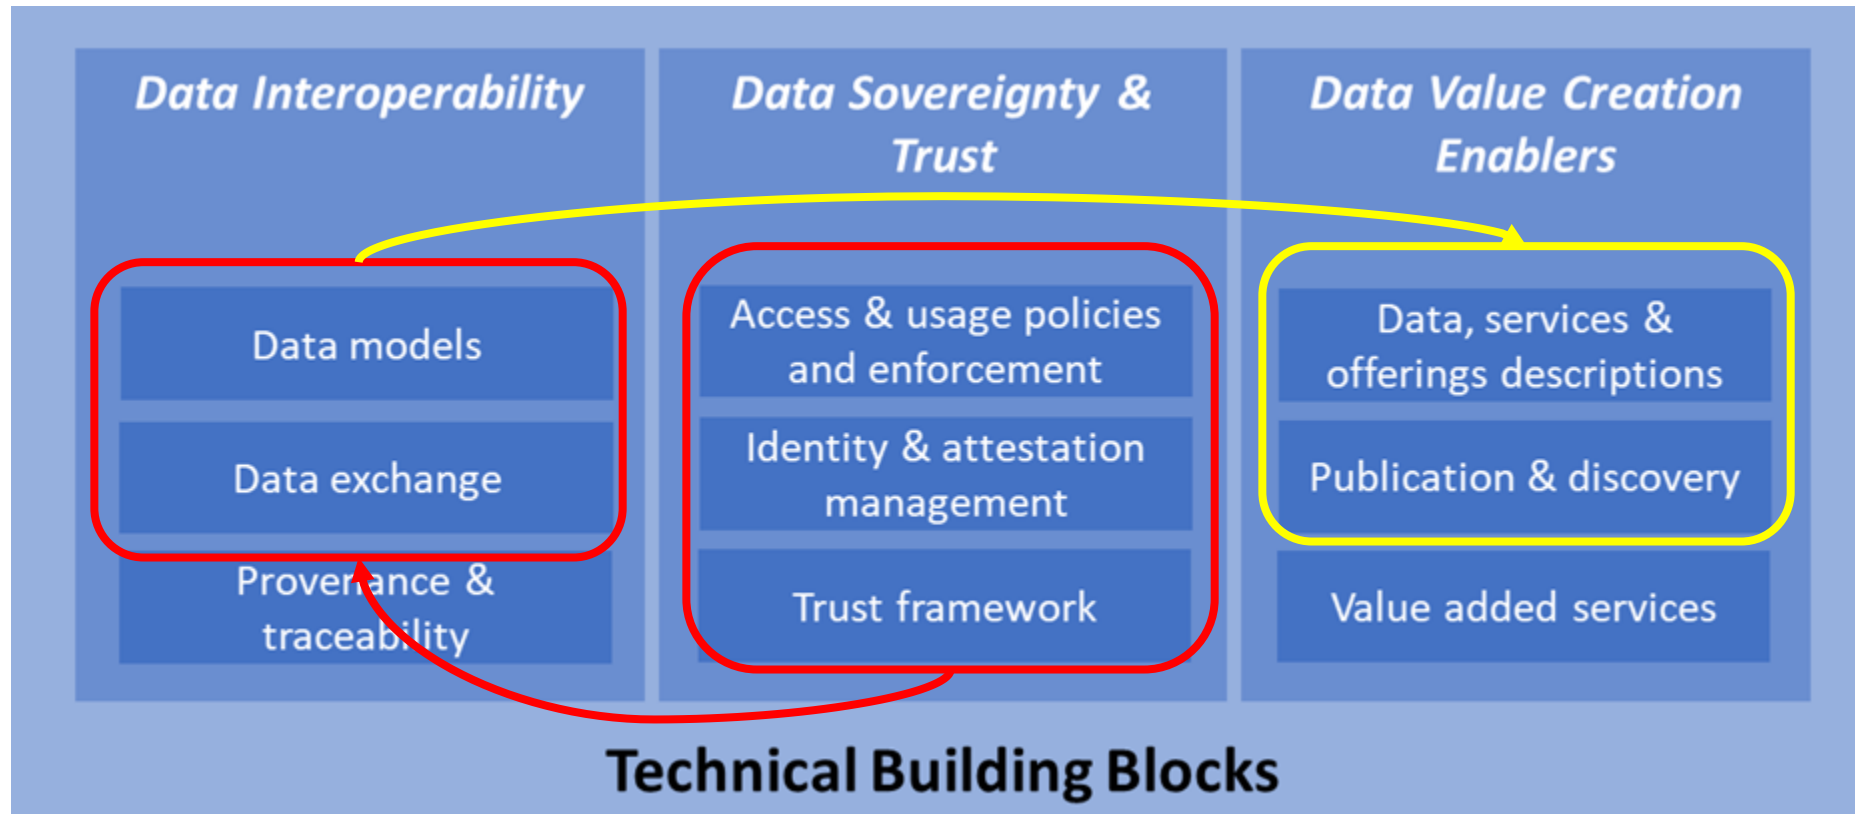 Data Interoperability
Data models
Data exchange
Provenance &
traceability
Data Sovereignty &
Trust
Access & usage policies
and enforcement
Identity & attestation
management
Trust framework
Data Value Creation
Enablers
Data, services &
offerings descriptions
Publication & discovery
Value added services
Technical Building Blocks